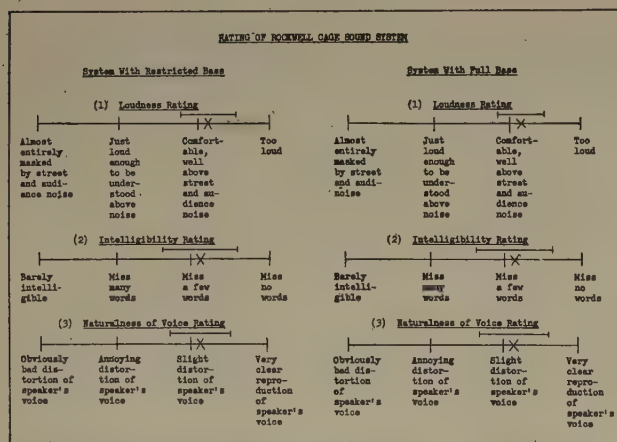 RATING OF ROCKWELL CAGE SOUND SYSTEM
System With Restricted Base
(1) Loudness Rating
Almost entirely masked by street and audi- ance noise
Just loud enough to be under- stood above noise
Comfort- able, well above street and au- dience noise
Too loud
(2) Intelligibility Rating
Barely intelli- gible
Miss many words
Miss a few words
Miss no words
(3) Naturalness of Voice Rating
Obviously bad dis- tortion of speaker's voice
Annoying distor- tion of speaker's voice
Slight distor- tion of speaker's voice
Very clear repro- duction of speaker's voice
System With Full Base
(1) Loudness Rating
Almost entirely masked by street and audi- noise
Just loud enough to be under- stood above noise
Comfort- able, well above street and au- dience noise
Too loud
(2) Intelligibility Rating
Barely intelli- gible
Miss many words
Miss a few words
Miss no words
(3) Naturalness of Voice Rating
Obviously bad dis- tortion of speaker's voice
Annoying distor- tion of speaker's voice
Slight distor- tion of speaker's voice
Very clear repro- duction of speaker's voice